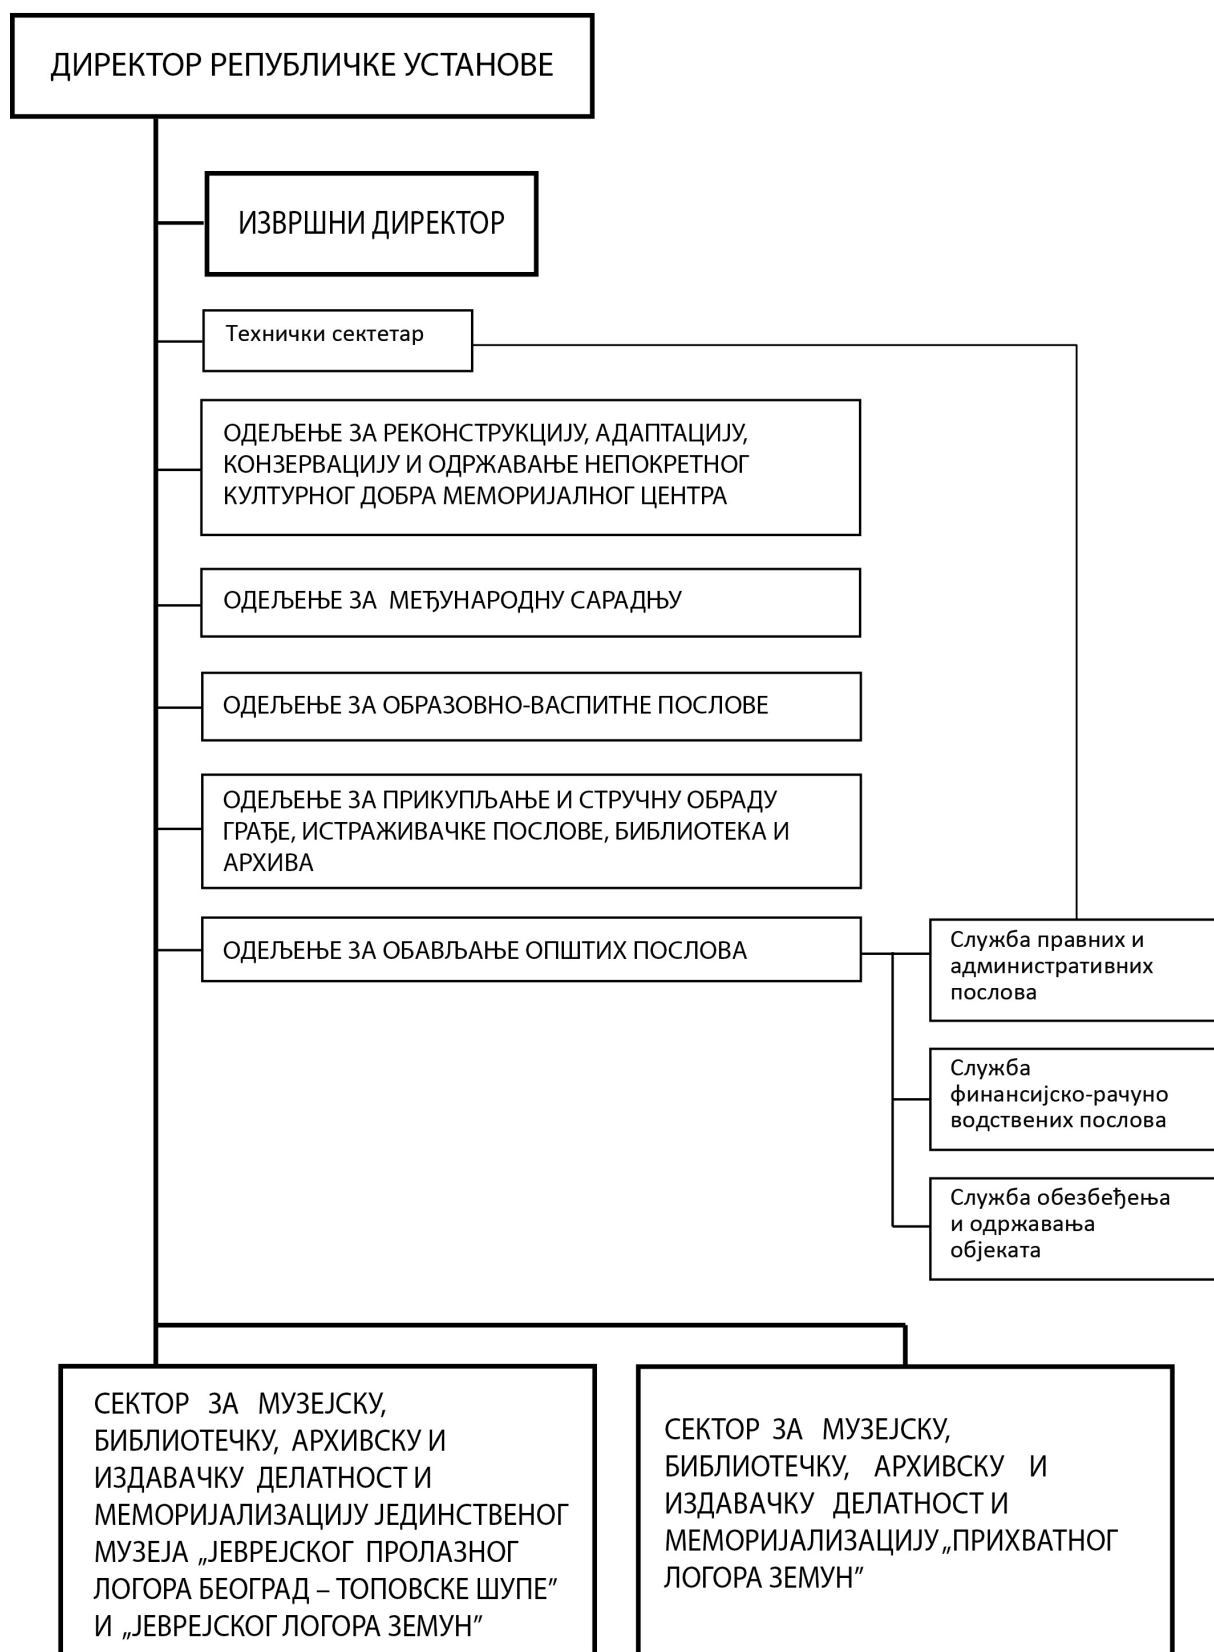 ДИРЕКТОР РЕПУБЛИЧКЕ УСТАНОВЕ
ИЗВРШНИ ДИРЕКТОР
Технички сектетар
ОДЕЉЕЊЕ ЗА РЕКОНСТРУКЦИЈУ, АДАПТАЦИЈУ,
КОНЗЕРВАЦИЈУ И ОДРЖАВАЊЕ НЕПОКРЕТНОГ
КУЛТУРНОГ ДОБРА МЕМОРИЈАЛНОГ ЦЕНТРА
ОДЕЉЕЊЕ ЗА МЕЂУНАРОДНУ САРАДЊУ
ОДЕЉЕЊЕ ЗА ОБРАЗОВНО-ВАСПИТНЕ ПОСЛОВЕ
ОДЕЉЕЊЕ ЗА ПРИКУПЉАЊЕ И СТРУЧНУ ОБРАДУ
ГРАЂЕ, ИСТРАЖИВАЧКЕ ПОСЛОВЕ, БИБЛИОТЕКА И
АРХИВА
ОДЕЉЕЊЕ ЗА ОБАВЉАЊЕ ОПШТИХ ПОСЛОВА
Служба правних и
административних
послова
Служба
финансијско-рачуно
водствених послова
Служба обезбеђења
и одржавања
објеката
СЕКТОР ЗА МУЗЕЈСКУ,
БИБЛИОТЕЧКУ, АРХИВСКУ И
ИЗДАВАЧКУ ДЕЛАТНОСТ И
МЕМОРИЈАЛИЗАЦИЈУ ЈЕДИНСТВЕНОГ
МУЗЕЈА „ЈЕВРЕЈСКОГ ПРОЛАЗНОГ
ЛОГОРА БЕОГРАД – ТОПОВСКЕ ШУПЕ”
И „ЈЕВРЕЈСКОГ ЛОГОРА ЗЕМУН”
СЕКТОР ЗА МУЗЕЈСКУ,
БИБЛИОТЕЧКУ, АРХИВСКУ И
ИЗДАВАЧКУ ДЕЛАТНОСТ И
МЕМОРИЈАЛИЗАЦИЈУ „ПРИХВАТНОГ
ЛОГОРА ЗЕМУН”